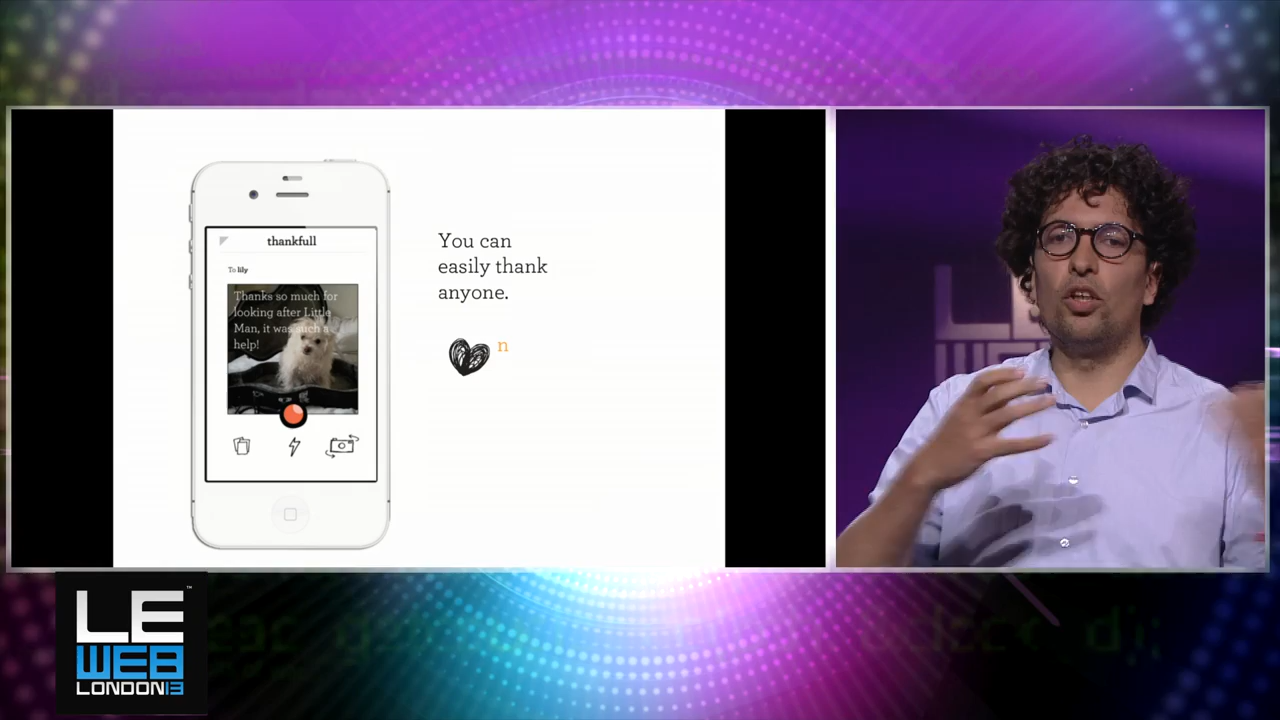 thankfull
To lily
Thanks so much for
looking after Little
Man, it was such a
help!
You can
easily thank
anyone.
n
LE
WEB
LONDON13
™